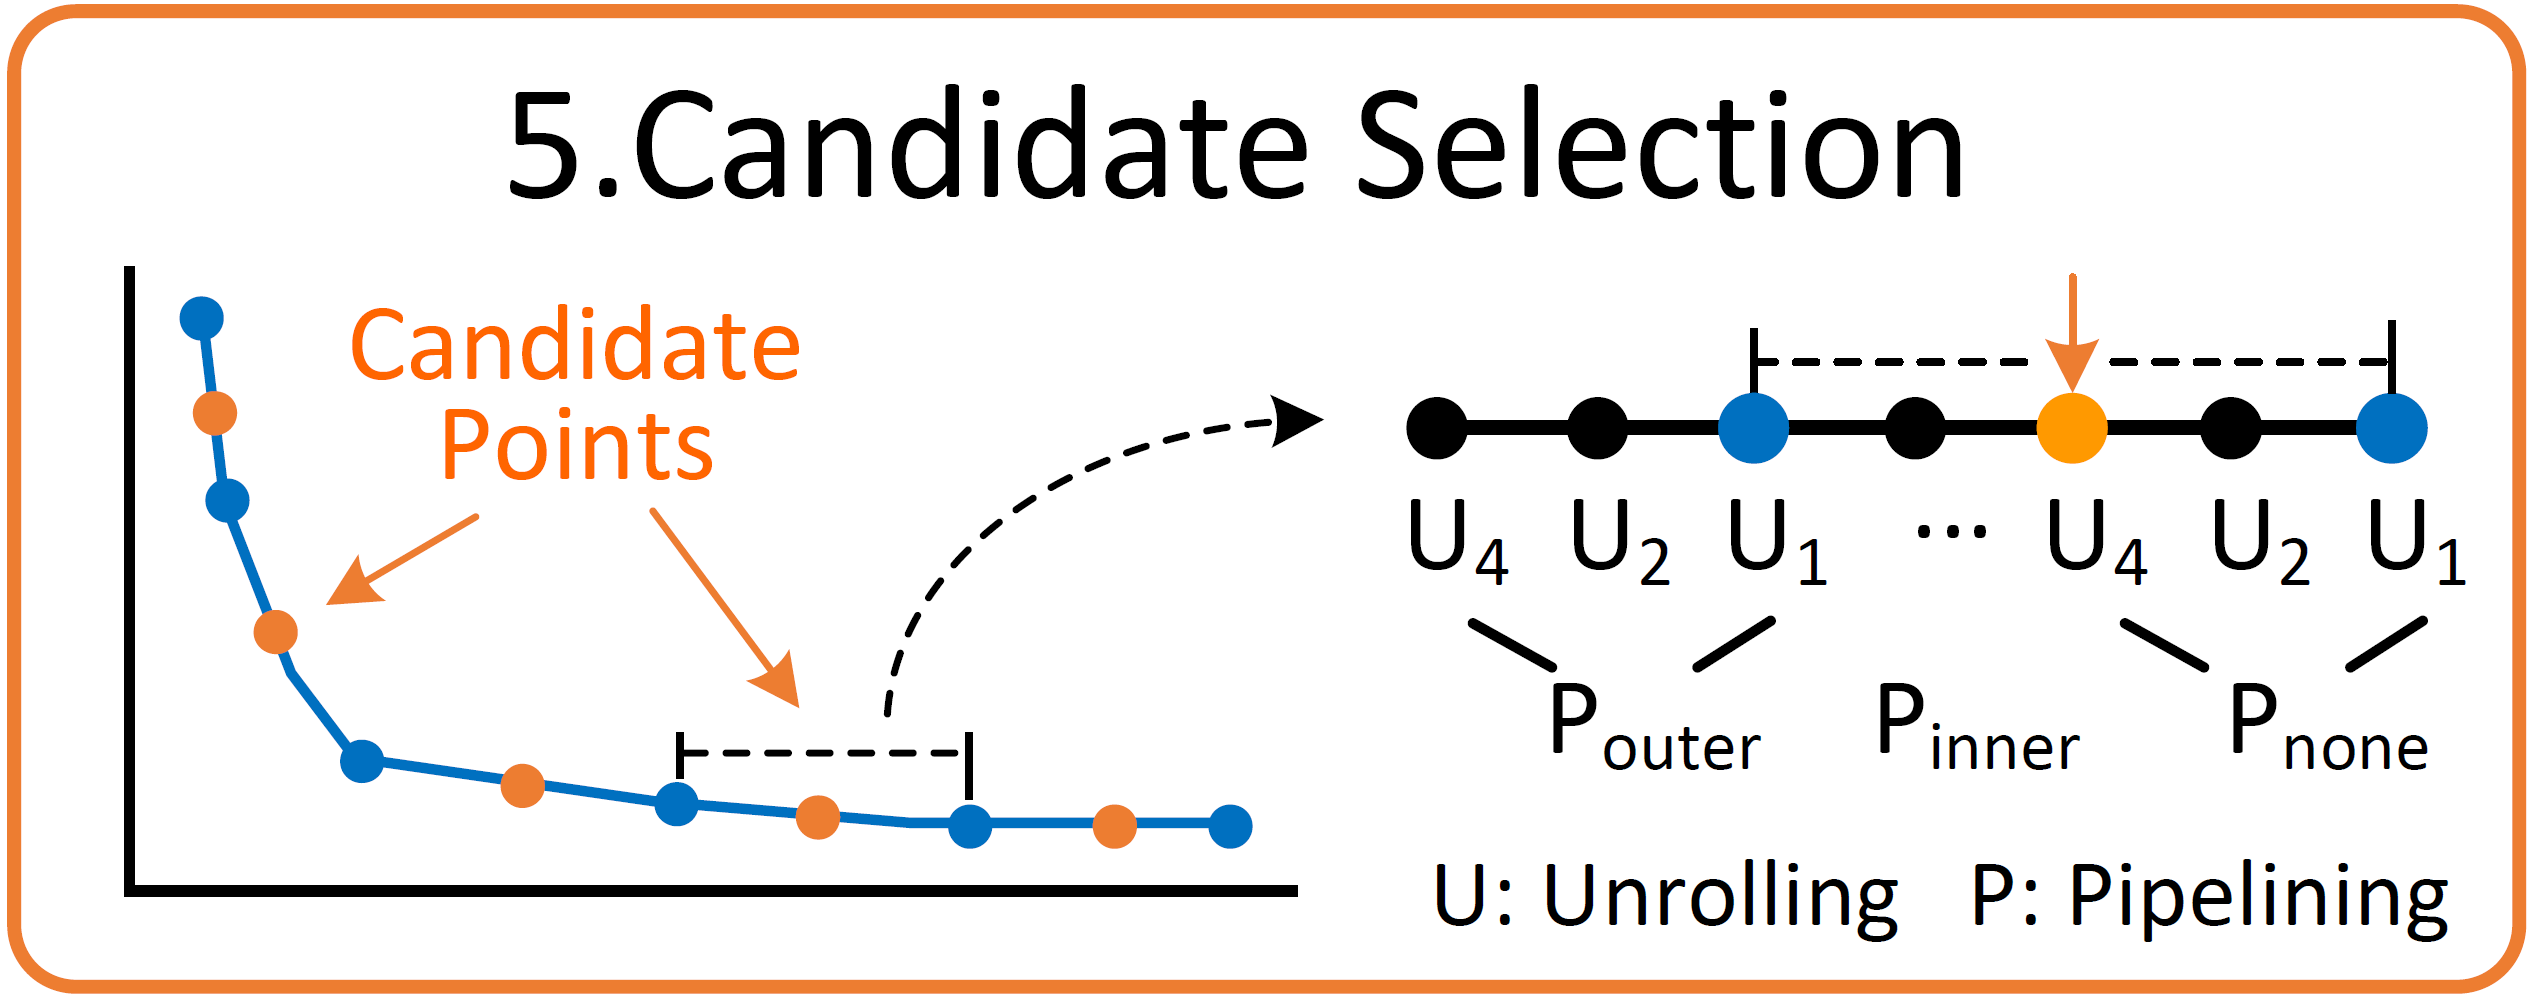 5.Candidate Selection
Candidate
Points
U4 U2 U1 ... U4 U2 U1
Pouter Pinner Pnone
U: Unrolling P: Pipelining